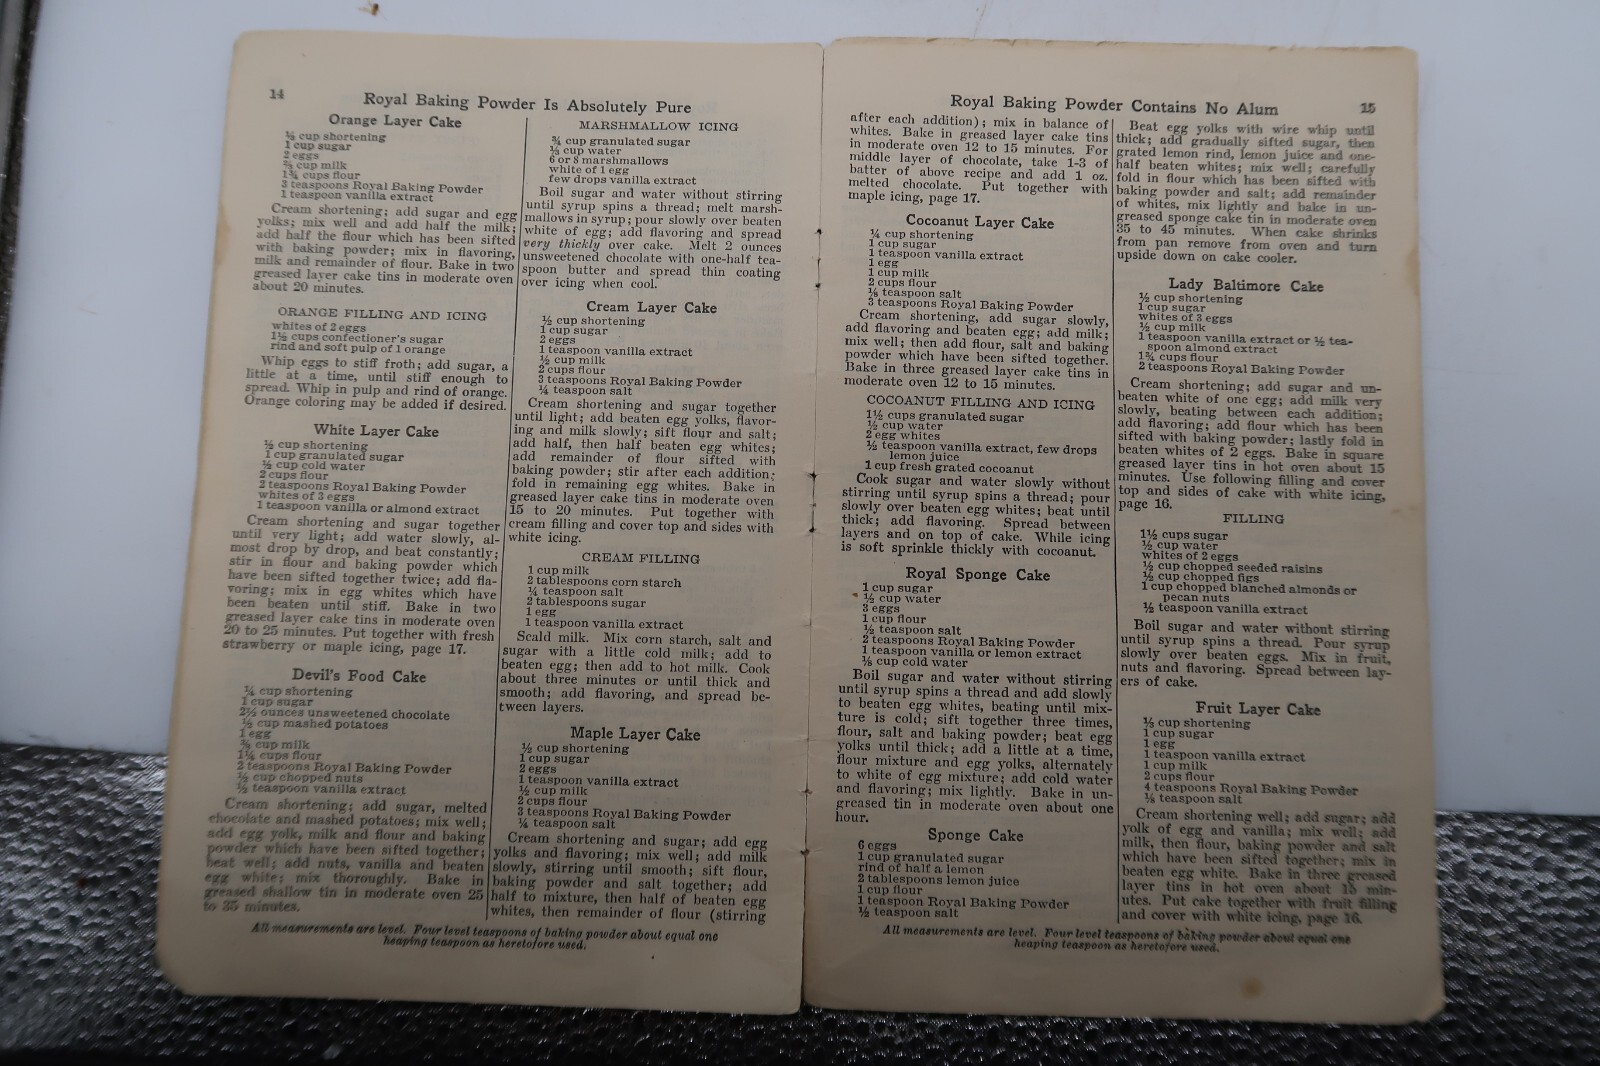 14
Royal Baking Powder Is Absolutely Pure
Orange Layer Cake
⅓ cup shortening
1 cup sugar
2 eggs
⅔ cup milk
1¾ cups flour
3 teaspoons Royal Baking Powder
1 teaspoon vanilla extract
Cream shortening; add sugar and egg
yolks; mix well and add half the milk;
add half the flour which has been sifted
with baking powder; mix in flavoring,
milk and remainder of flour. Bake in two
greased layer cake tins in moderate oven
about 20 minutes.
ORANGE FILLING AND ICING
whites of 2 eggs
1½ cups confectioner's sugar
rind and soft pulp of 1 orange
Whip eggs to stiff froth; add sugar, a
little at a time, until stiff enough to
spread. Whip in pulp and rind of orange.
Orange coloring may be added if desired.
White Layer Cake
½ cup shortening
1 cup granulated sugar
½ cup cold water
2 cups flour
2 teaspoons Royal Baking Powder
whites of 3 eggs
1 teaspoon vanilla or almond extract
Cream shortening and sugar together
until very light; add water slowly, al-
most drop by drop, and beat constantly;
stir in flour and baking powder which
have been sifted together twice; add fla-
voring; mix in egg whites which have
been beaten until stiff. Bake in two
greased layer cake tins in moderate oven
20 to 25 minutes. Put together with fresh
strawberry or maple icing, page 17.
Devil's Food Cake
¼ cup shortening
1 cup sugar
2½ ounces unsweetened chocolate
½ cup mashed potatoes
1 egg
¾ cup milk
1¼ cups flour
2 teaspoons Royal Baking Powder
½ cup chopped nuts
½ teaspoon vanilla extract
Cream shortening; add sugar, melted
chocolate and mashed potatoes; mix well;
add egg yolk, milk and flour and baking
powder which have been sifted together;
beat well; add nuts, vanilla and beaten
egg white; mix thoroughly. Bake in
greased shallow tin in moderate oven 25
to 35 minutes.
MARSHMALLOW ICING
¾ cup granulated sugar
⅓ cup water
6 or 8 marshmallows
white of 1 egg
few drops vanilla extract
Boil sugar and water without stirring
until syrup spins a thread; melt marsh-
mallows in syrup; pour slowly over beaten
white of egg; add flavoring and spread
very thickly over cake. Melt 2 ounces
unsweetened chocolate with one-half tea-
spoon butter and spread thin coating
over icing when cool.
Cream Layer Cake
½ cup shortening
1 cup sugar
2 eggs
1 teaspoon vanilla extract
½ cup milk
2 cups flour
3 teaspoons Royal Baking Powder
¼ teaspoon salt
Cream shortening and sugar together
until light; add beaten egg yolks, flavor-
ing and milk slowly; sift flour and salt;
add half, then half beaten egg whites;
add remainder of flour sifted with
baking powder; stir after each addition;
fold in remaining egg whites. Bake in
greased layer cake tins in moderate oven
15 to 20 minutes. Put together with
cream filling and cover top and sides with
white icing.
CREAM FILLING
1 cup milk
2 tablespoons corn starch
¼ teaspoon salt
2 tablespoons sugar
1 egg
1 teaspoon vanilla extract
Scald milk. Mix corn starch, salt and
sugar with a little cold milk; add to
beaten egg; then add to hot milk. Cook
about three minutes or until thick and
smooth; add flavoring, and spread be-
tween layers.
Maple Layer Cake
½ cup shortening
1 cup sugar
2 eggs
1 teaspoon vanilla extract
½ cup milk
2 cups flour
3 teaspoons Royal Baking Powder
¼ teaspoon salt
Cream shortening and sugar; add egg
yolks and flavoring; mix well; add milk
slowly, stirring until smooth; sift flour,
baking powder and salt together; add
half to mixture, then half of beaten egg
whites, then remainder of flour (stirring
All measurements are level. Four level teaspoons of baking powder about equal one
heaping teaspoon as heretofore used.
Royal Baking Powder Contains No Alum
15
after each addition); mix in balance of
whites. Bake in greased layer cake tins
in moderate oven 12 to 15 minutes. For
middle layer of chocolate, take 1-3 of
batter of above recipe and add 1 oz.
melted chocolate. Put together with
maple icing, page 17.
Cocoanut Layer Cake
¼ cup shortening
1 cup sugar
1 teaspoon vanilla extract
1 egg
1 cup milk
2 cups flour
⅛ teaspoon salt
3 teaspoons Royal Baking Powder
Cream shortening, add sugar slowly,
add flavoring and beaten egg; add milk;
mix well; then add flour, salt and baking
powder which have been sifted together.
Bake in three greased layer cake tins in
moderate oven 12 to 15 minutes.
COCOANUT FILLING AND ICING
1½ cups granulated sugar
½ cup water
2 egg whites
½ teaspoon vanilla extract, few drops
lemon juice
1 cup fresh grated cocoanut
Cook sugar and water slowly without
stirring until syrup spins a thread; pour
slowly over beaten egg whites; beat until
thick; add flavoring. Spread between
layers and on top of cake. While icing
is soft sprinkle thickly with cocoanut.
Royal Sponge Cake
1 cup sugar
½ cup water
3 eggs
1 cup flour
½ teaspoon salt
2 teaspoons Royal Baking Powder
1 teaspoon vanilla or lemon extract
⅛ cup cold water
Boil sugar and water without stirring
until syrup spins a thread and add slowly
to beaten egg whites, beating until mix-
ture is cold; sift together three times,
flour, salt and baking powder; beat egg
yolks until thick; add a little at a time,
flour mixture and egg yolks, alternately
to white of egg mixture; add cold water
and flavoring; mix lightly. Bake in un-
greased tin in moderate oven about one
hour.
Sponge Cake
6 eggs
1 cup granulated sugar
rind of half a lemon
2 tablespoons lemon juice
1 cup flour
1 teaspoon Royal Baking Powder
½ teaspoon salt
Beat egg yolks with wire whip until
thick; add gradually sifted sugar, then
grated lemon rind, lemon juice and one-
half beaten whites; mix well; carefully
fold in flour which has been sifted with
baking powder and salt; add remainder
of whites, mix lightly and bake in un-
greased sponge cake tin in moderate oven
35 to 45 minutes. When cake shrinks
from pan remove from oven and turn
upside down on cake cooler.
Lady Baltimore Cake
½ cup shortening
1 cup sugar
whites of 3 eggs
½ cup milk
1 teaspoon vanilla extract or ½ tea-
spoon almond extract
1¾ cups flour
2 teaspoons Royal Baking Powder
Cream shortening; add sugar and un-
beaten white of one egg; add milk very
slowly, beating between each addition;
add flavoring; add flour which has been
sifted with baking powder; lastly fold in
beaten whites of 2 eggs. Bake in square
greased layer tins in hot oven about 15
minutes. Use following filling and cover
top and sides of cake with white icing,
page 16.
FILLING
1½ cups sugar
½ cup water
whites of 2 eggs
½ cup chopped seeded raisins
½ cup chopped figs
1 cup chopped blanched almonds or
pecan nuts
½ teaspoon vanilla extract
Boil sugar and water without stirring
until syrup spins a thread. Pour syrup
slowly over beaten eggs. Mix in fruit,
nuts and flavoring. Spread between lay-
ers of cake.
Fruit Layer Cake
½ cup shortening
1 cup sugar
1 egg
1 teaspoon vanilla extract
1 cup milk
2 cups flour
4 teaspoons Royal Baking Powder
⅛ teaspoon salt
Cream shortening well; add sugar; add
yolk of egg and vanilla; mix well; add
milk, then flour, baking powder and salt
which have been sifted together; mix in
beaten egg white. Bake in three greased
layer tins in hot oven about 15 min-
utes. Put cake together with fruit filling
and cover with white icing, page 16.
All measurements are level. Four level teaspoons of baking powder about equal one
heaping teaspoon as heretofore used.